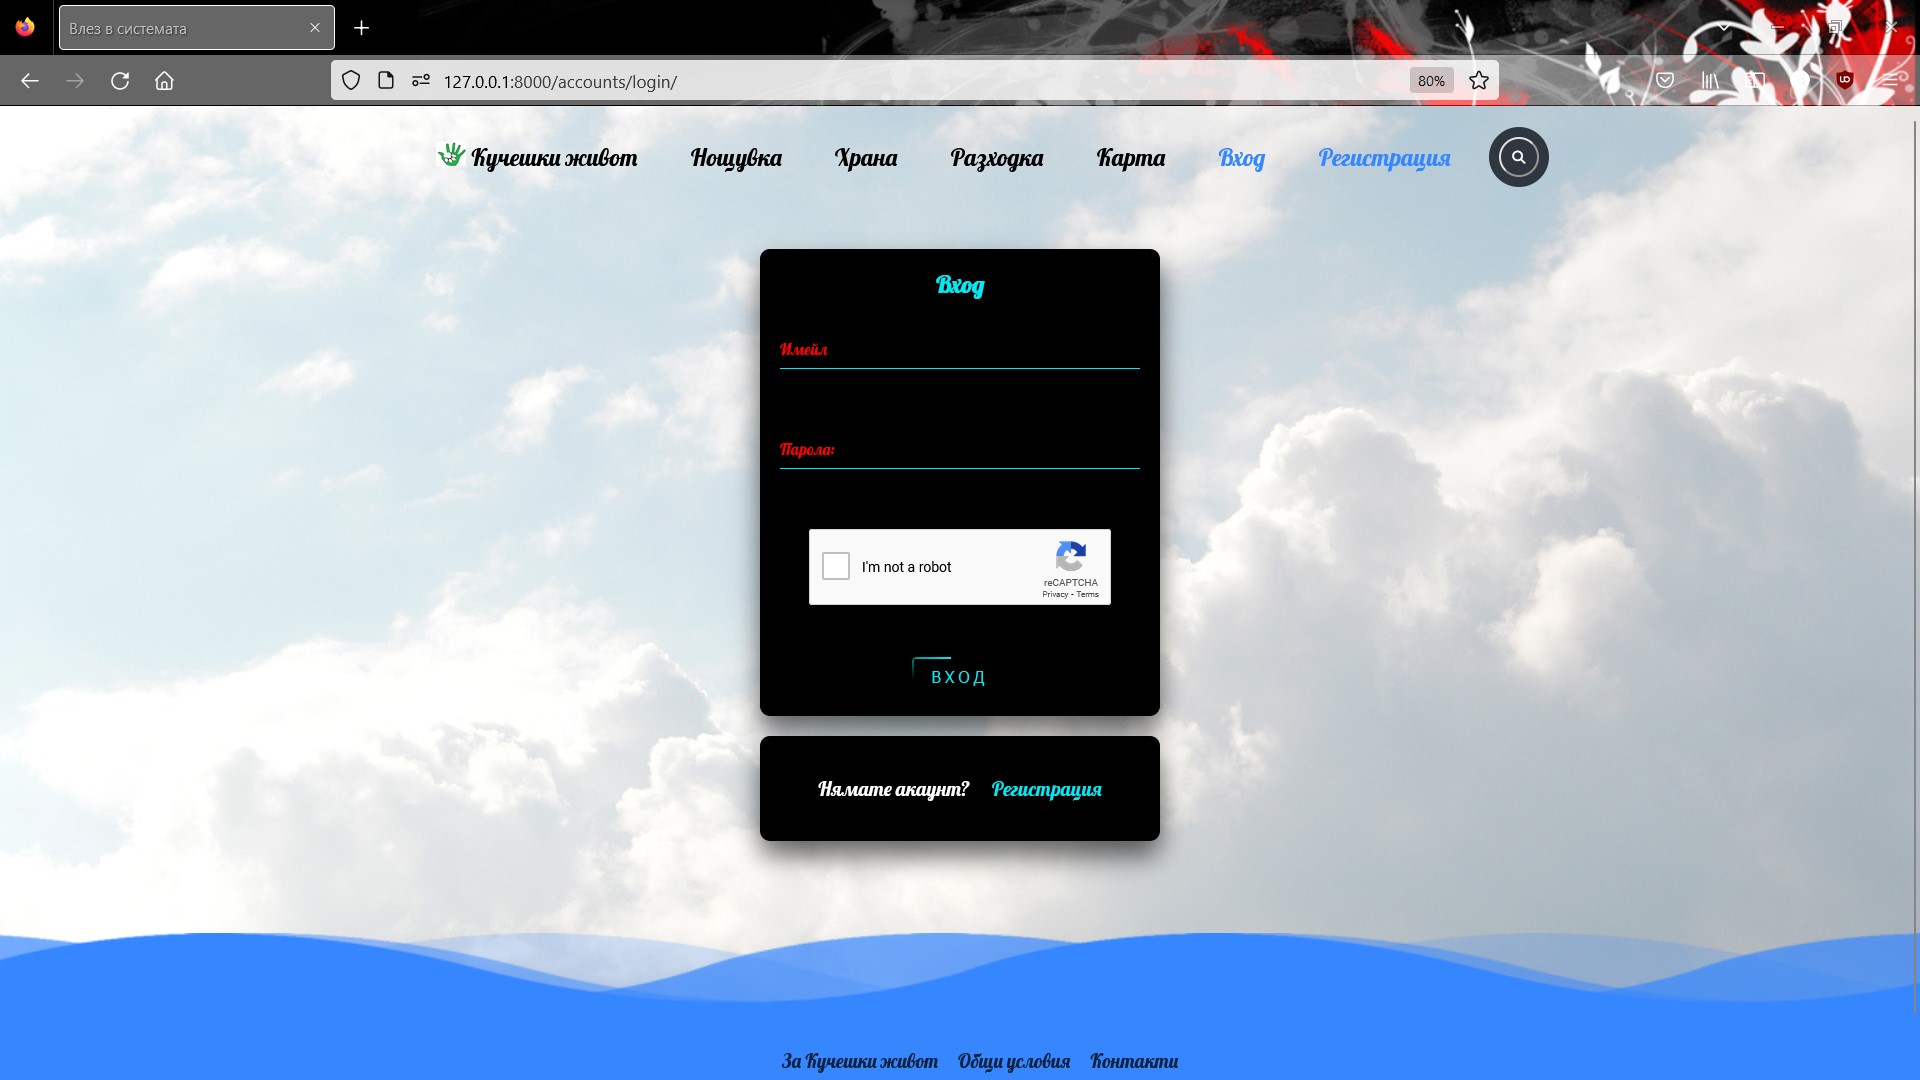 Влез в системата
127.0.0.1:8000/accounts/login/
80%
Кучешки живот Нощувка Храна Разходка Карта Вход Регистрация
Вход
Имейл
Парола:
I'm not a robot
reCAPTCHA
Privacy - Terms
ВХОД
Нямате акаунт? Регистрация
За Кучешки живот Общи условия Контакти